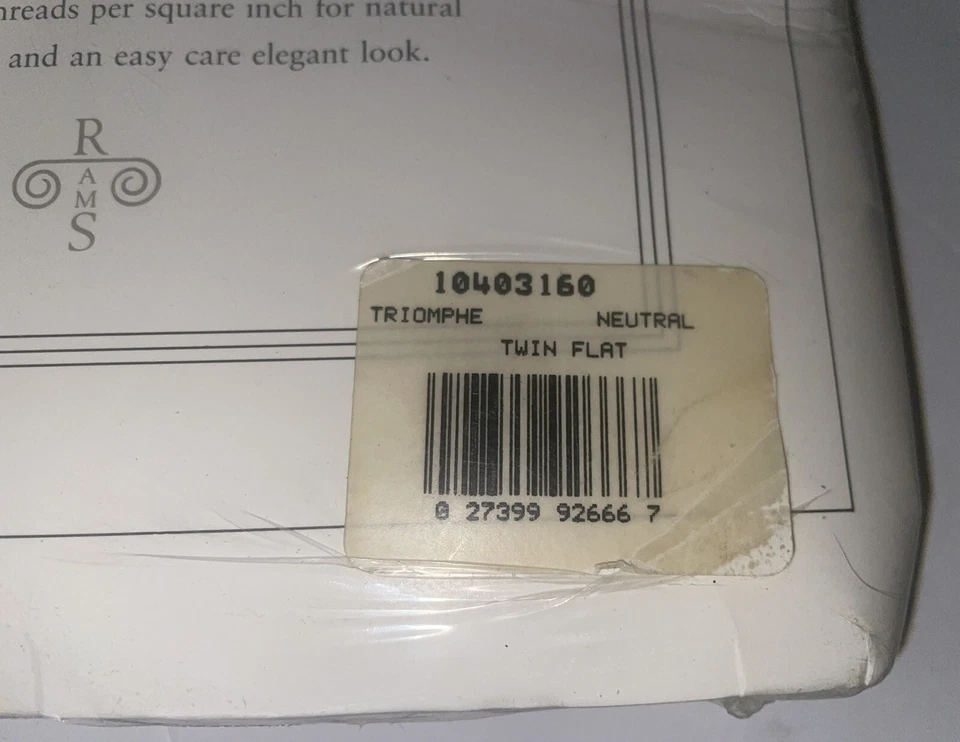 hreads per square inch for natural
and an easy care elegant look.
R
A
M
S
10403160
TRIOMPHE NEUTRAL
TWIN FLAT
0 27399 92666 7